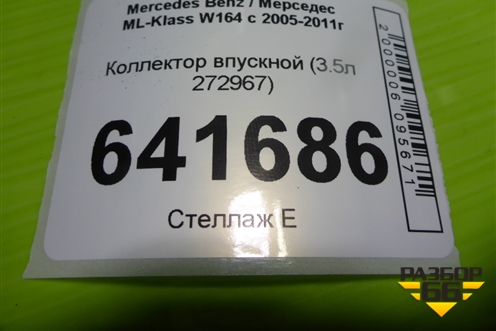 Mercedes Benz / Мерседес
ML-Klass W164 с 2005-2011г
Коллектор впускной (3.5л
272967)
641686
Стеллаж Е
2000006095671
РАЗБОР
66